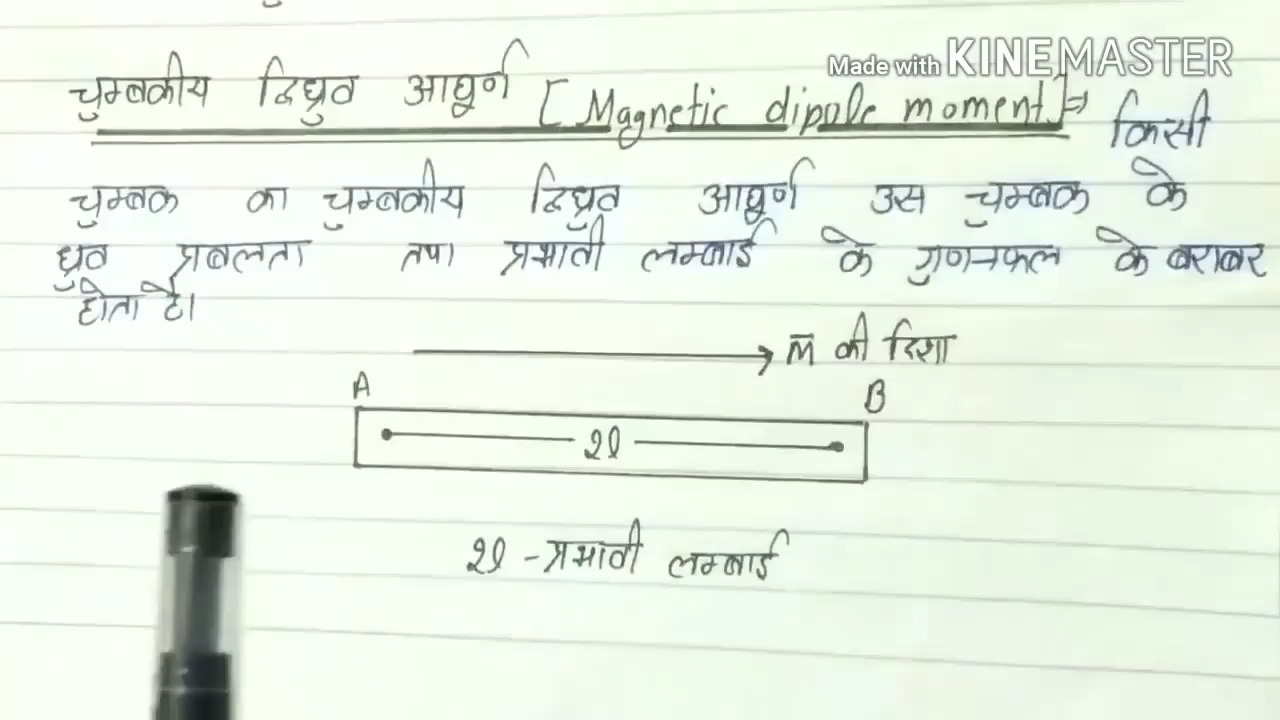 Made with KINEMASTER
चुम्बकीय द्विध्रुव आघूर्ण [Magnetic dipole moment]⇒ किसी
चुम्बक का चुम्बकीय द्विध्रुव आघूर्ण उस चुम्बक के
ध्रुव प्रबलता तथा प्रभावी लम्बाई के गुणनफल के बराबर
होता है।
M̅ की दिशा
A B
2l
2l - प्रभावी लम्बाई